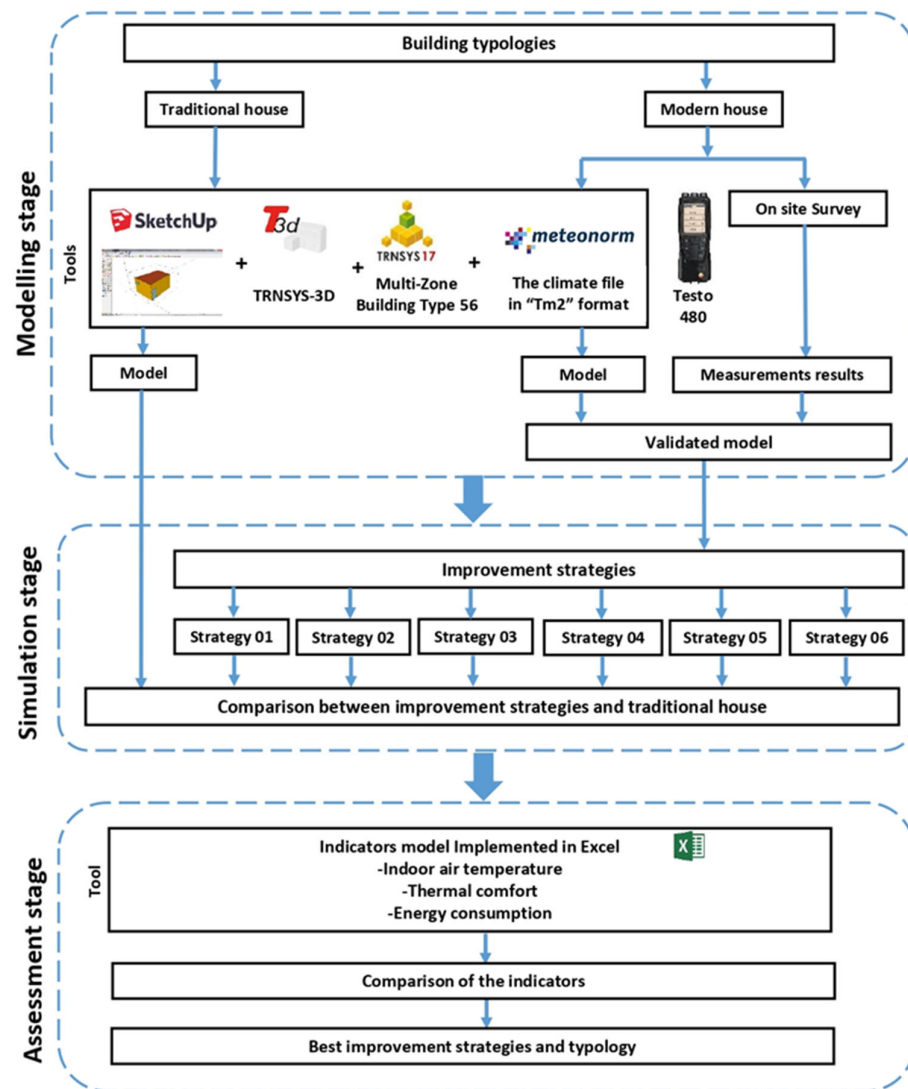 Modelling stage
Building typologies
Traditional house
Modern house
Tools
SketchUp
+
T3d
TRNSYS-3D
+
TRNSYS 17
Multi-Zone
Building Type 56
+
meteonorm
The climate file
in “Tm2” format
Testo
480
On site Survey
Model
Model
Measurements results
Validated model
Simulation stage
Improvement strategies
Strategy 01
Strategy 02
Strategy 03
Strategy 04
Strategy 05
Strategy 06
Comparison between improvement strategies and traditional house
Assessment stage
Tool
Indicators model Implemented in Excel
X
-Indoor air temperature
-Thermal comfort
-Energy consumption
Comparison of the indicators
Best improvement strategies and typology